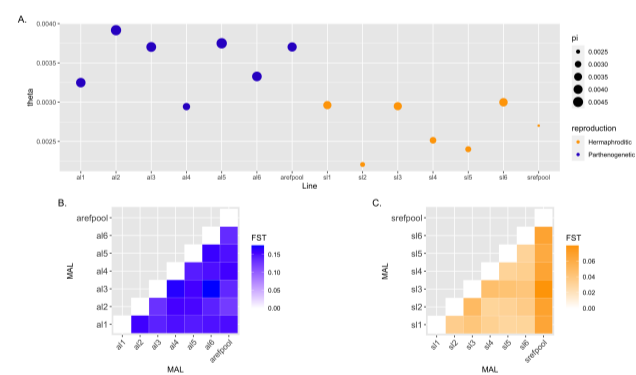 A.
0.0040
0.0035
0.0030
0.0025
theta
al1 al2 al3 al4 al5 al6 arefpool sl1 sl2 sl3 sl4 sl5 sl6 srefpool
Line
pi
0.0025
0.0030
0.0035
0.0040
0.0045
reproduction
Hermaphroditic
Parthenogenetic
B.
arefpool
al6
al5
al4
al3
al2
al1
MAL
al1 al2 al3 al4 al5 al6 arefpool
MAL
FST
0.15
0.10
0.05
0.00
C.
srefpool
sl6
sl5
sl4
sl3
sl2
sl1
MAL
sl1 sl2 sl3 sl4 sl5 sl6 srefpool
MAL
FST
0.06
0.04
0.02
0.00